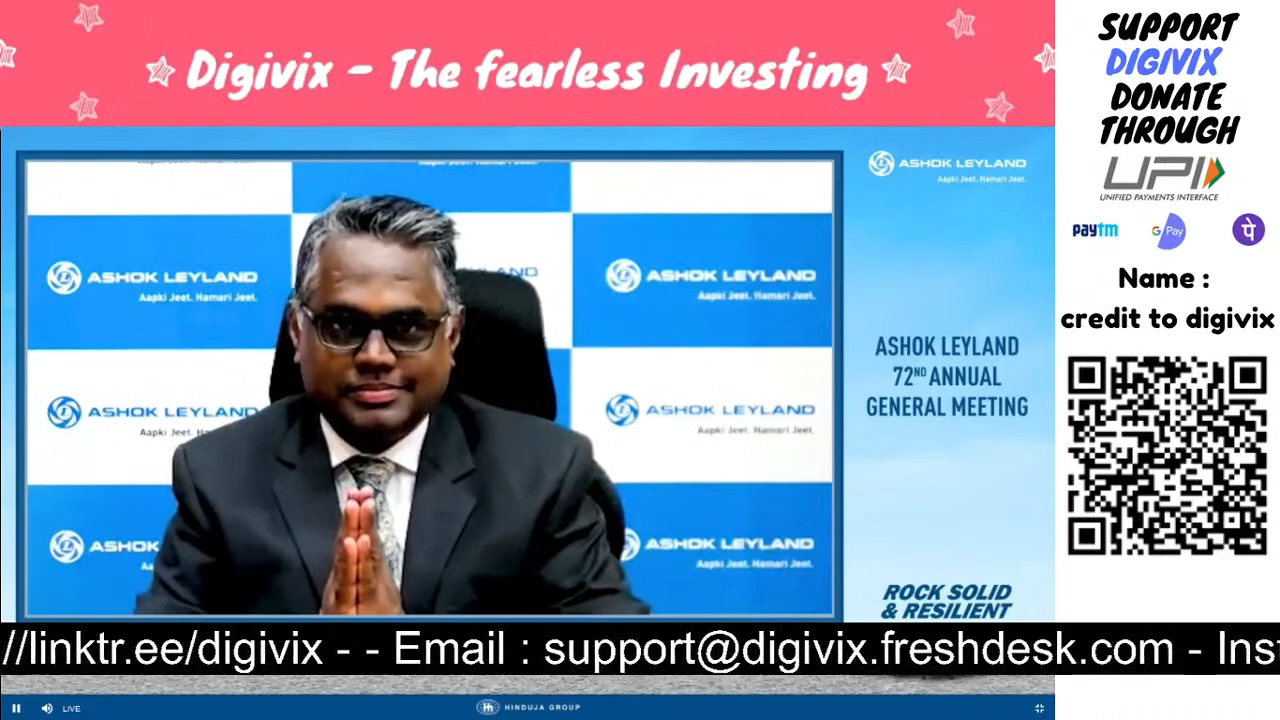 Digivix - The fearless Investing
SUPPORT
DIGIVIX
DONATE
THROUGH
UPI
UNIFIED PAYMENTS INTERFACE
paytm
G Pay
पे
Name :
credit to digivix
ASHOK LEYLAND
Aapki Jeet. Hamari Jeet.
ASHOK LEYLAND
Aapki Jeet. Hamari Jeet.
ASHOK LEYLAND
Aapki Jeet. Hamari Jeet.
ASHOK LEYLAND
Aapki Jeet.
ASHOK LEYLAND
Aapki Jeet. Hamari Jeet.
ASHOK
ASHOK LEYLAND
Aapki Jeet. Hamari Jeet.
ASHOK LEYLAND
72ND ANNUAL
GENERAL MEETING
ROCK SOLID
& RESILIENT
//linktr.ee/digivix - - Email : support@digivix.freshdesk.com - Ins
LIVE
HINDUJA GROUP